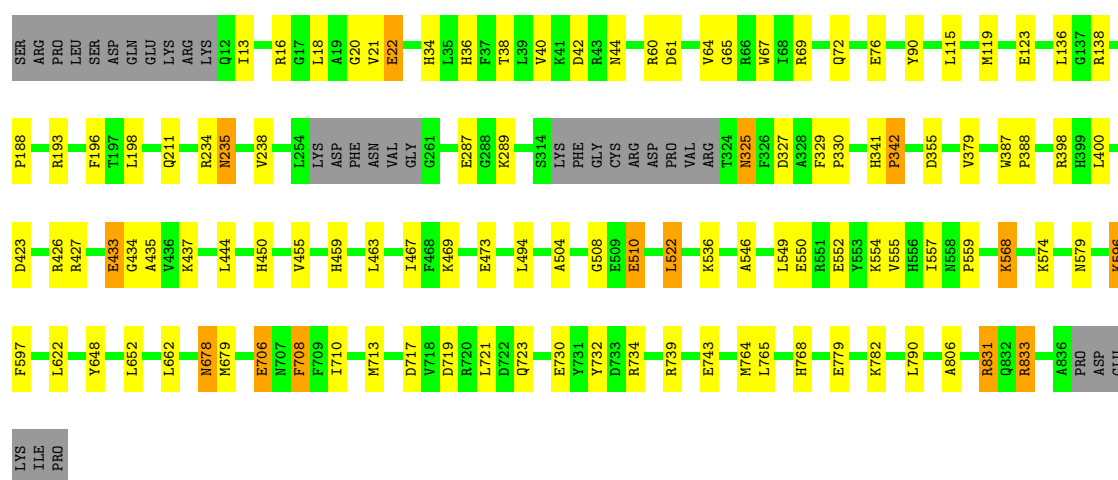 SER ARG PRO LEU SER ASP GLN GLU LYS ARG LYS Q12 I13 R16 G17 L18 A19 G20 V21 E22 H34 L35 H36 F37 T38 L39 V40 K41 D42 R43 N44 R60 D61 V64 G65 R66 W67 I68 R69 Q72 E76 Y90 L115 M119 E123 L136 G137 R138
P188 R193 F196 T197 L198 Q211 R234 N235 V238 L254 LYS ASP PHE ASN VAL GLY G261 E287 G288 K289 S314 LYS PHE GLY CYS ARG ASP PRO VAL ARG T324 N325 F326 D327 A328 F329 P330 H341 P342 D355 V379 W387 P388 R398 H399 L400
D423 R426 R427 E433 G434 A435 V436 K437 L444 H450 V455 H459 L463 I467 F468 K469 E473 L494 A504 G508 E509 E510 L522 K536 A546 L549 E550 R551 E552 Y553 K554 V555 H556 I557 N558 P559 K568 K574 N579 K596
F597 L622 Y648 L652 L662 N678 M679 E706 N707 F708 F709 I710 M713 D717 V718 D719 R720 L721 D722 Q723 E730 Y731 Y732 D733 R734 R739 E743 M764 L765 H768 E779 K782 L790 A806 R831 Q832 R833 A836 PRO ASP GLU
LYS ILE PRO